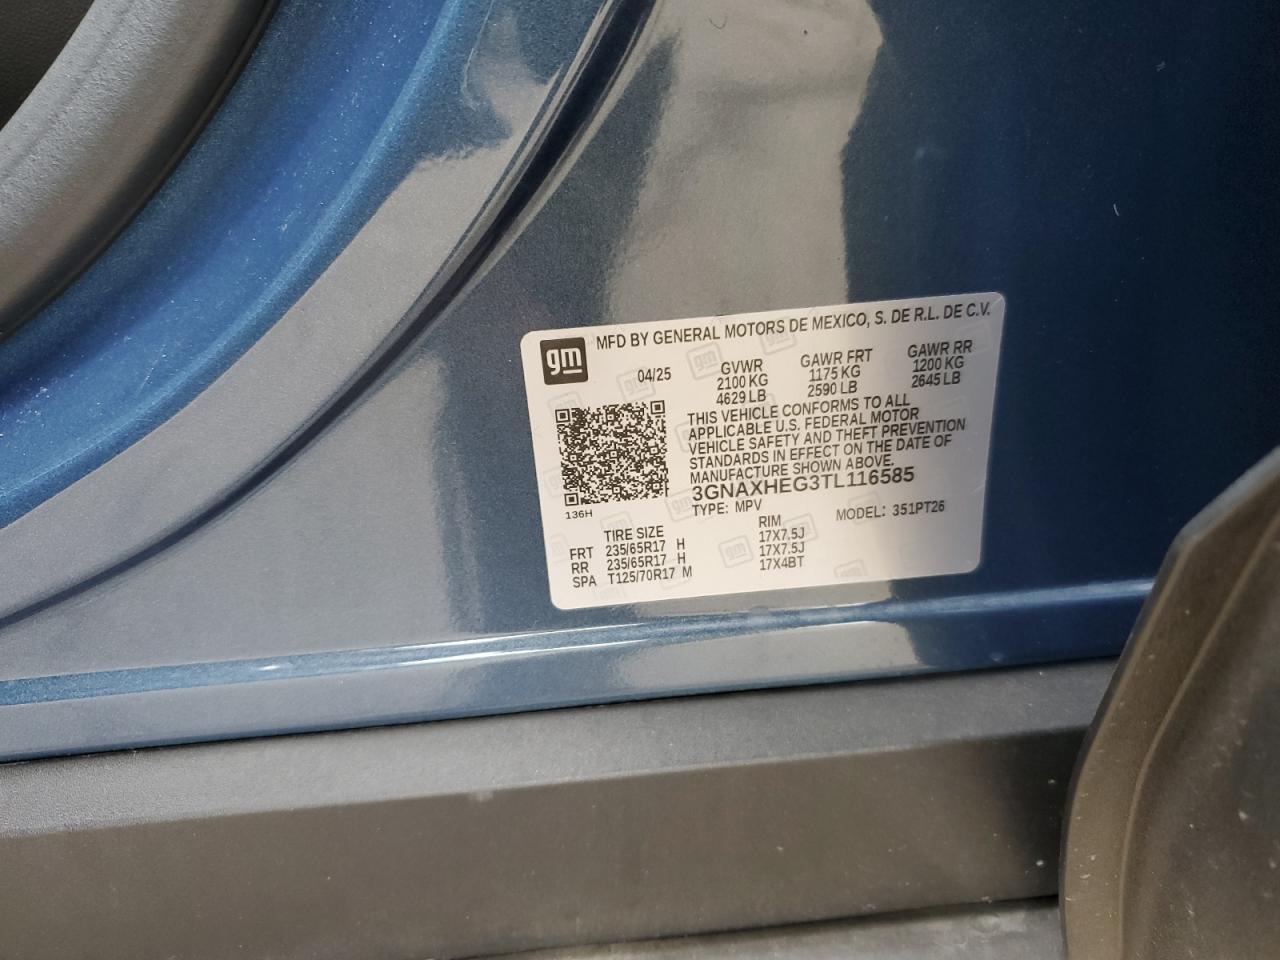 gm MFD BY GENERAL MOTORS DE MEXICO, S. DE R.L. DE C.V.
04/25 GVWR GAWR FRT GAWR RR
2100 KG 1175 KG 1200 KG
4629 LB 2590 LB 2645 LB
THIS VEHICLE CONFORMS TO ALL
APPLICABLE U.S. FEDERAL MOTOR
VEHICLE SAFETY AND THEFT PREVENTION
STANDARDS IN EFFECT ON THE DATE OF
MANUFACTURE SHOWN ABOVE.
3GNAXHEG3TL116585
136H TYPE: MPV MODEL: 351PT26
TIRE SIZE RIM
FRT 235/65R17 H 17X7.5J
RR 235/65R17 H 17X7.5J
SPA T125/70R17 M 17X4BT